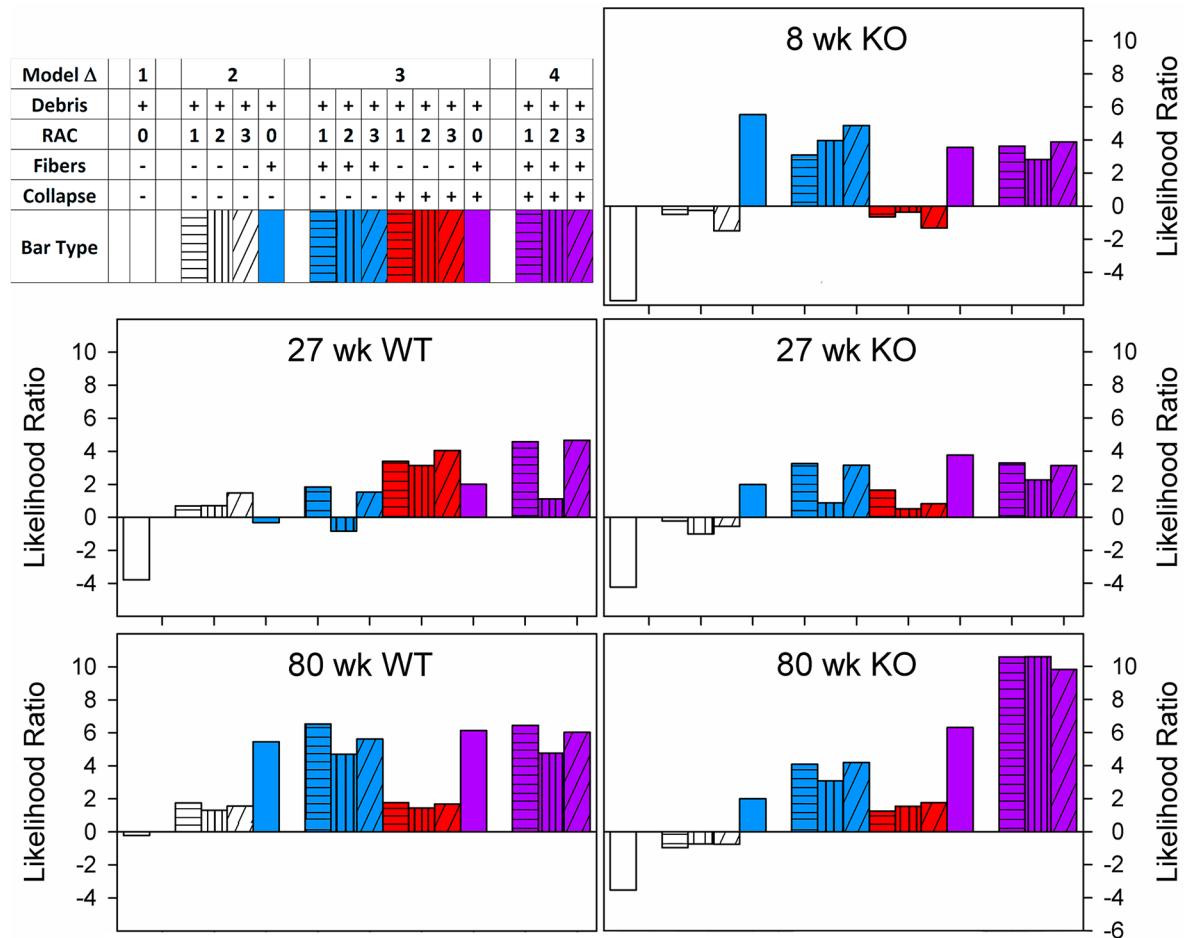 8 wk KO
Model Δ 1 2 3 4
Debris + + + + + + + + + + + + + + +
RAC 0 1 2 3 0 1 2 3 1 2 3 0 1 2 3
Fibers - - - - + + + + - - - + + + +
Collapse - - - - - - - - + + + + + + +
Bar Type
10
8
6
4
2
0
-2
-4
Likelihood Ratio
27 wk WT
10
8
6
4
2
0
-2
-4
Likelihood Ratio
27 wk KO
10
8
6
4
2
0
-2
-4
Likelihood Ratio
80 wk WT
10
8
6
4
2
0
-2
-4
Likelihood Ratio
80 wk KO
10
8
6
4
2
0
-2
-4
-6
Likelihood Ratio